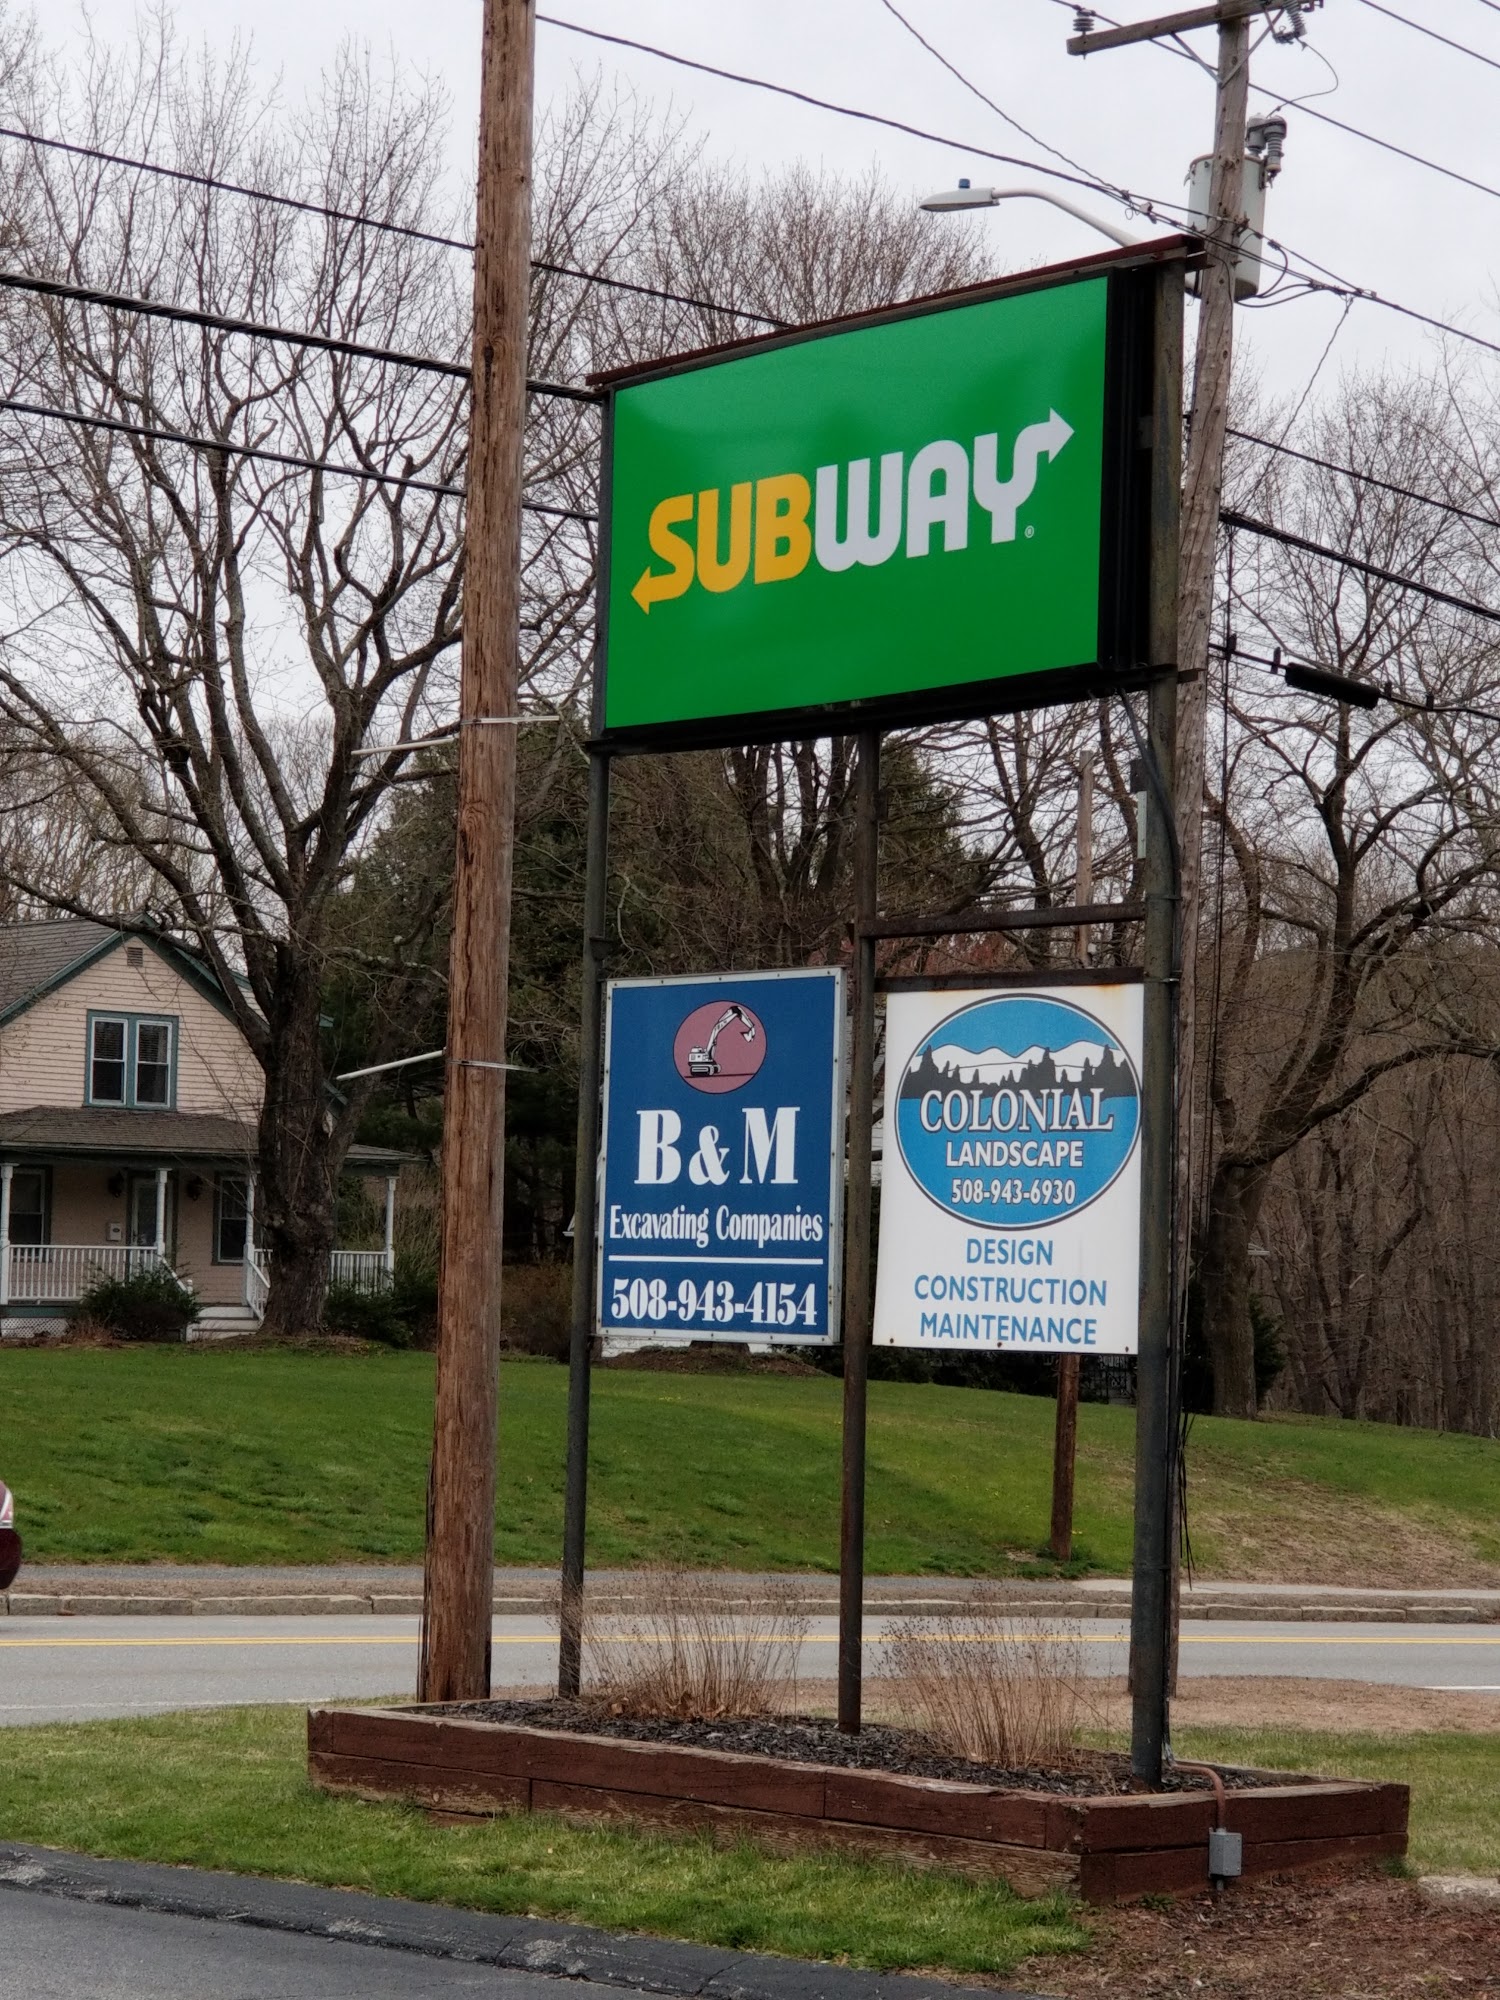 SUBWAY®
B & M
Excavating Companies
508-943-4154
COLONIAL
LANDSCAPE
508-943-6930
DESIGN
CONSTRUCTION
MAINTENANCE